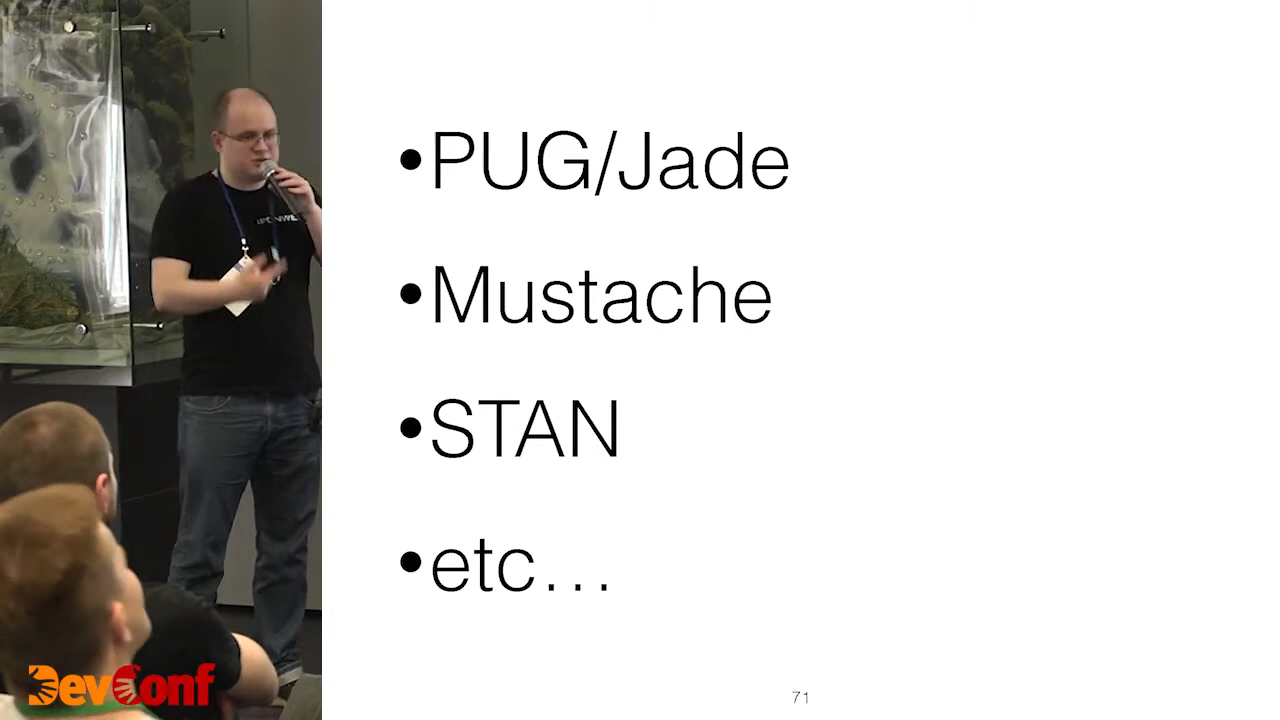 •PUG/Jade
•Mustache
•STAN
•etc...
71
DevConf